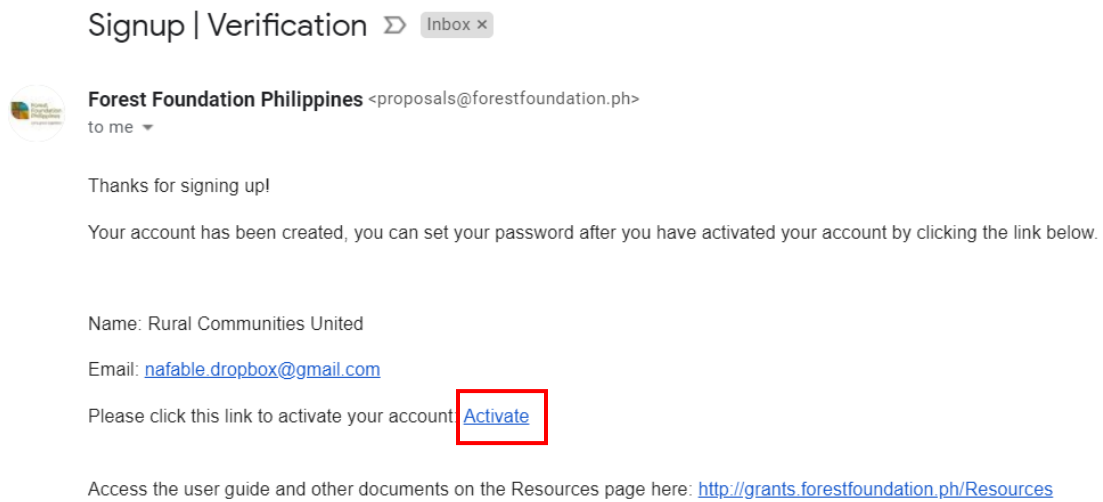 Signup | Verification Inbox ×
Forest Foundation Philippines <proposals@forestfoundation.ph>
to me
Thanks for signing up!
Your account has been created, you can set your password after you have activated your account by clicking the link below.
Name: Rural Communities United
Email: nafable.dropbox@gmail.com
Please click this link to activate your account: Activate
Access the user guide and other documents on the Resources page here: http://grants.forestfoundation.ph/Resources